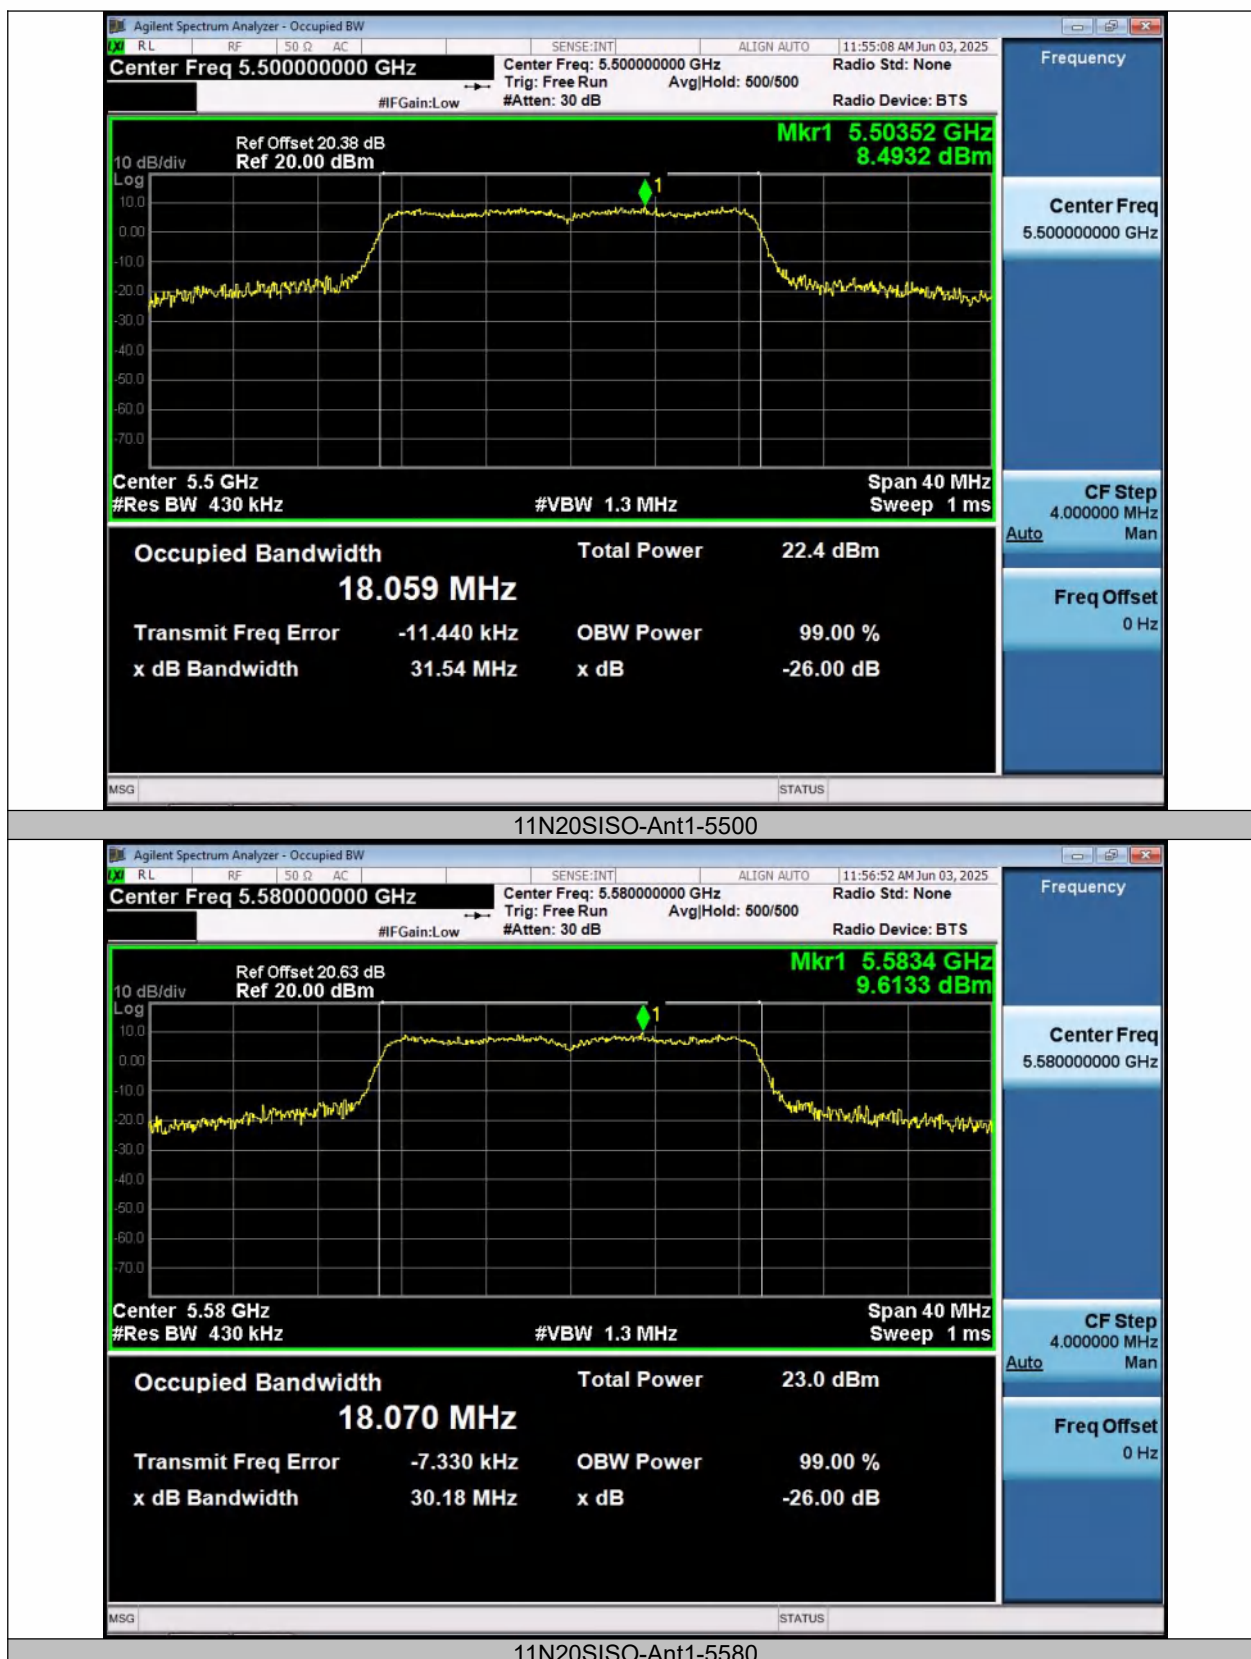 Agilent Spectrum Analyzer - Occupied BW
LXI RL RF 50 Ω AC SENSE:INT ALIGN AUTO 11:55:08 AM Jun 03, 2025
Center Freq 5.500000000 GHz Center Freq: 5.500000000 GHz Radio Std: None Frequency
Trig: Free Run Avg|Hold: 500/500
#IFGain:Low #Atten: 30 dB Radio Device: BTS
Mkr1 5.50352 GHz
8.4932 dBm
Ref Offset 20.38 dB
10 dB/div Ref 20.00 dBm
Log
1
10.0
0.00
-10.0
-20.0
-30.0
-40.0
-50.0
-60.0
-70.0
Center Freq
5.500000000 GHz
Center 5.5 GHz Span 40 MHz
#Res BW 430 kHz #VBW 1.3 MHz Sweep 1 ms
CF Step
4.000000 MHz
Auto Man
Occupied Bandwidth Total Power 22.4 dBm
18.059 MHz
Transmit Freq Error -11.440 kHz OBW Power 99.00 %
x dB Bandwidth 31.54 MHz x dB -26.00 dB
Freq Offset
0 Hz
MSG STATUS
11N20SISO-Ant1-5500
Agilent Spectrum Analyzer - Occupied BW
LXI RL RF 50 Ω AC SENSE:INT ALIGN AUTO 11:56:52 AM Jun 03, 2025
Center Freq 5.580000000 GHz Center Freq: 5.580000000 GHz Radio Std: None Frequency
Trig: Free Run Avg|Hold: 500/500
#IFGain:Low #Atten: 30 dB Radio Device: BTS
Mkr1 5.5834 GHz
9.6133 dBm
Ref Offset 20.63 dB
10 dB/div Ref 20.00 dBm
Log
1
10.0
0.00
-10.0
-20.0
-30.0
-40.0
-50.0
-60.0
-70.0
Center Freq
5.580000000 GHz
Center 5.58 GHz Span 40 MHz
#Res BW 430 kHz #VBW 1.3 MHz Sweep 1 ms
CF Step
4.000000 MHz
Auto Man
Occupied Bandwidth Total Power 23.0 dBm
18.070 MHz
Transmit Freq Error -7.330 kHz OBW Power 99.00 %
x dB Bandwidth 30.18 MHz x dB -26.00 dB
Freq Offset
0 Hz
MSG STATUS
11N20SISO-Ant1-5580